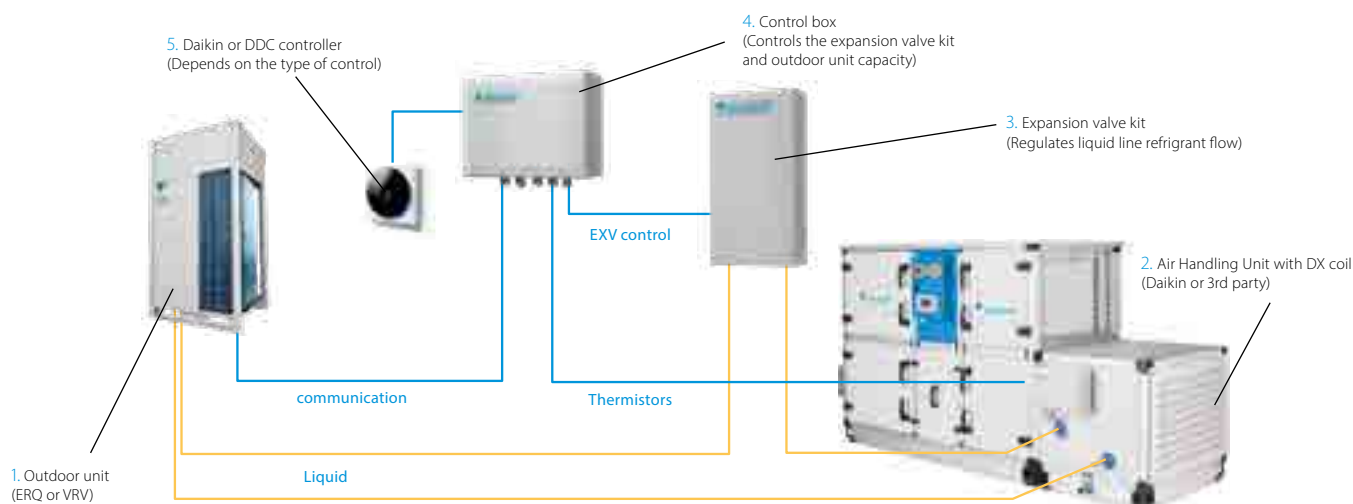 4. Control box
(Controls the expansion valve kit
and outdoor unit capacity)
5. Daikin or DDC controller
(Depends on the type of control)
3. Expansion valve kit
(Regulates liquid line refrigrant flow)
EXV control
2. Air Handling Unit with DX coil
(Daikin or 3rd party)
communication
Thermistors
Liquid
1. Outdoor unit
(ERQ or VRV)